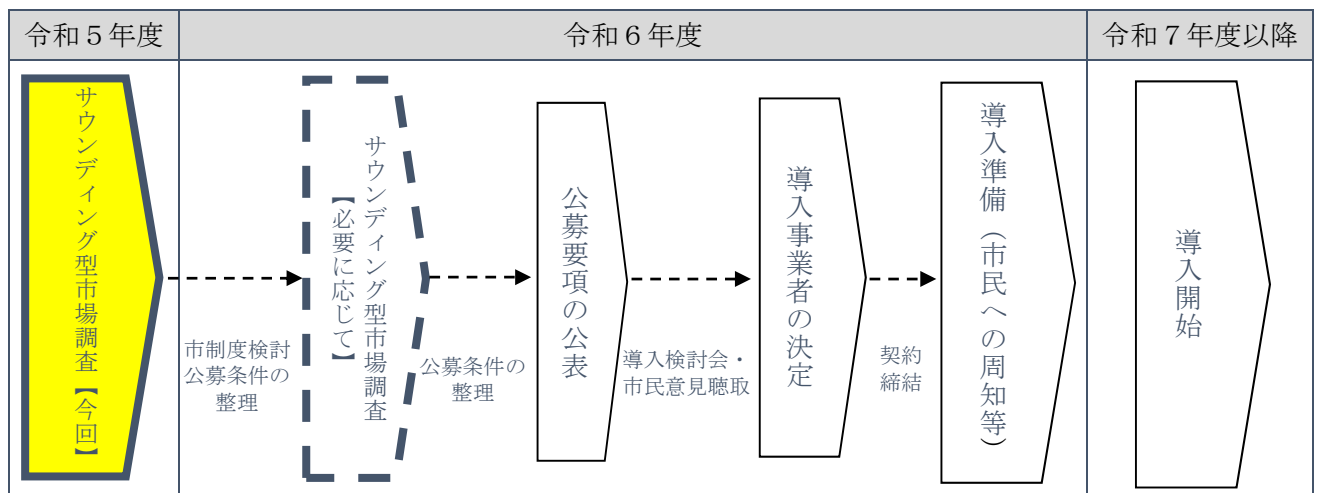 令和５年度
令和６年度
令和７年度以降
サウンディング型市場調査【今回】
市制度検討
公募条件の
整理
サウンディング型市場調査
【必要に応じて】
公募条件の
整理
公募要項の公表
導入検討会・
市民意見聴取
導入事業者の決定
契約
締結
導入準備（市民への周知等）
導入開始